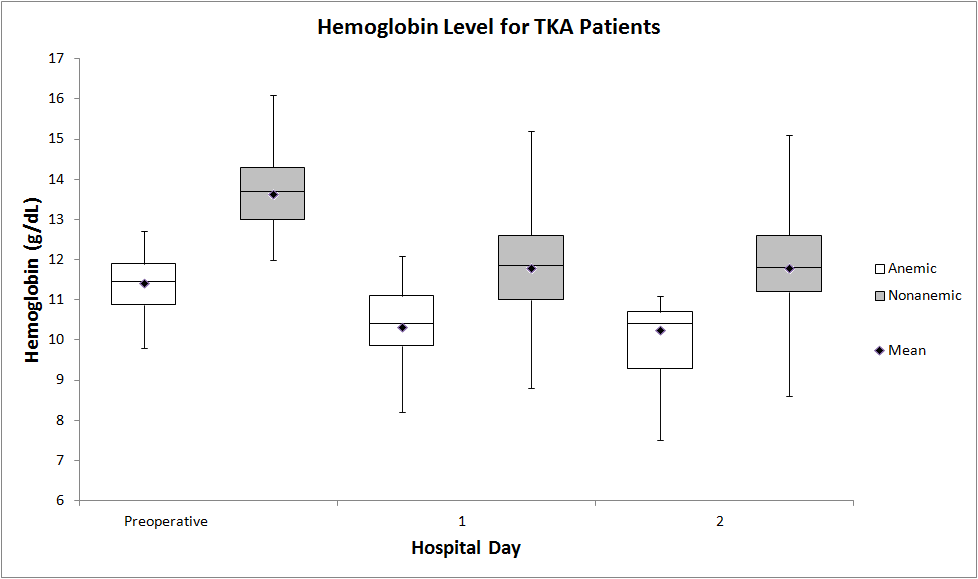 Hemoglobin Level for TKA Patients
17
16
15
14
13
12
11
10
9
8
7
6
Hemoglobin (g/dL)
Preoperative
1
2
Hospital Day
Anemic
Nonanemic
Mean